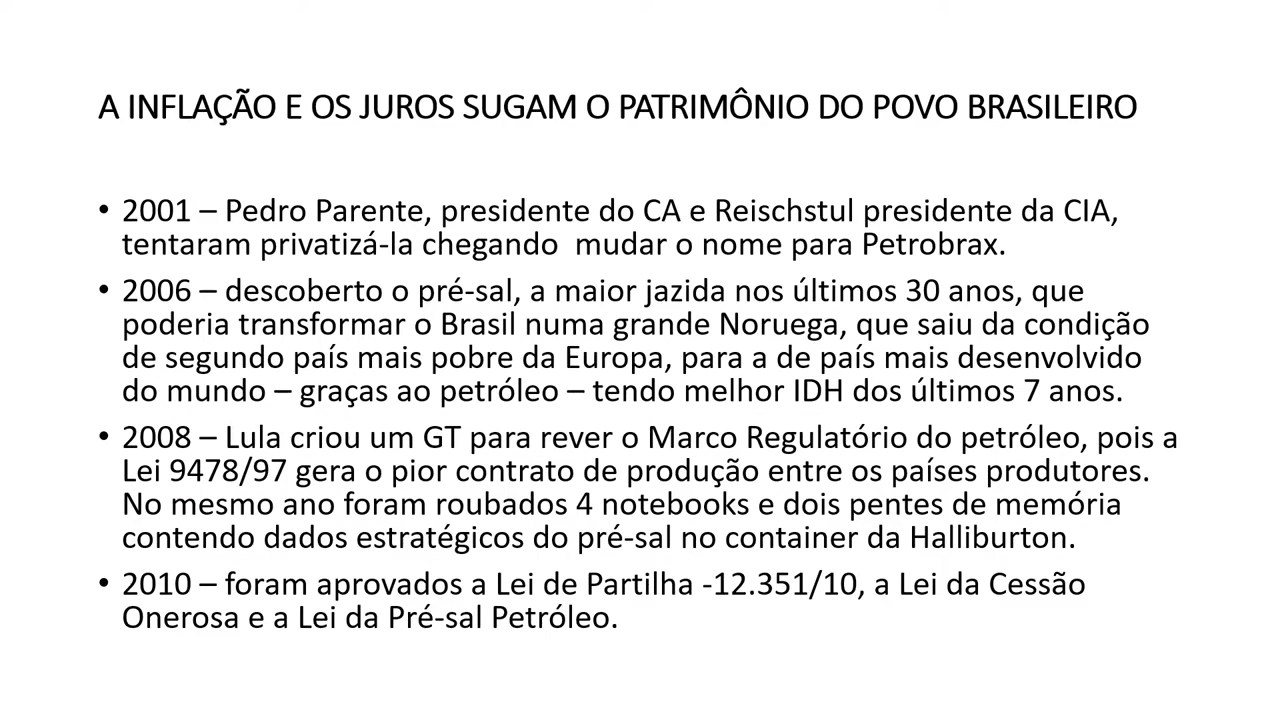 A INFLAÇÃO E OS JUROS SUGAM O PATRIMÔNIO DO POVO BRASILEIRO
• 2001 – Pedro Parente, presidente do CA e Reischstul presidente da CIA,
tentaram privatizá-la chegando  mudar o nome para Petrobrax.
• 2006 – descoberto o pré-sal, a maior jazida nos últimos 30 anos, que
poderia transformar o Brasil numa grande Noruega, que saiu da condição
de segundo país mais pobre da Europa, para a de país mais desenvolvido
do mundo – graças ao petróleo – tendo melhor IDH dos últimos 7 anos.
• 2008 – Lula criou um GT para rever o Marco Regulatório do petróleo, pois a
Lei 9478/97 gera o pior contrato de produção entre os países produtores.
No mesmo ano foram roubados 4 notebooks e dois pentes de memória
contendo dados estratégicos do pré-sal no container da Halliburton.
• 2010 – foram aprovados a Lei de Partilha -12.351/10, a Lei da Cessão
Onerosa e a Lei da Pré-sal Petróleo.